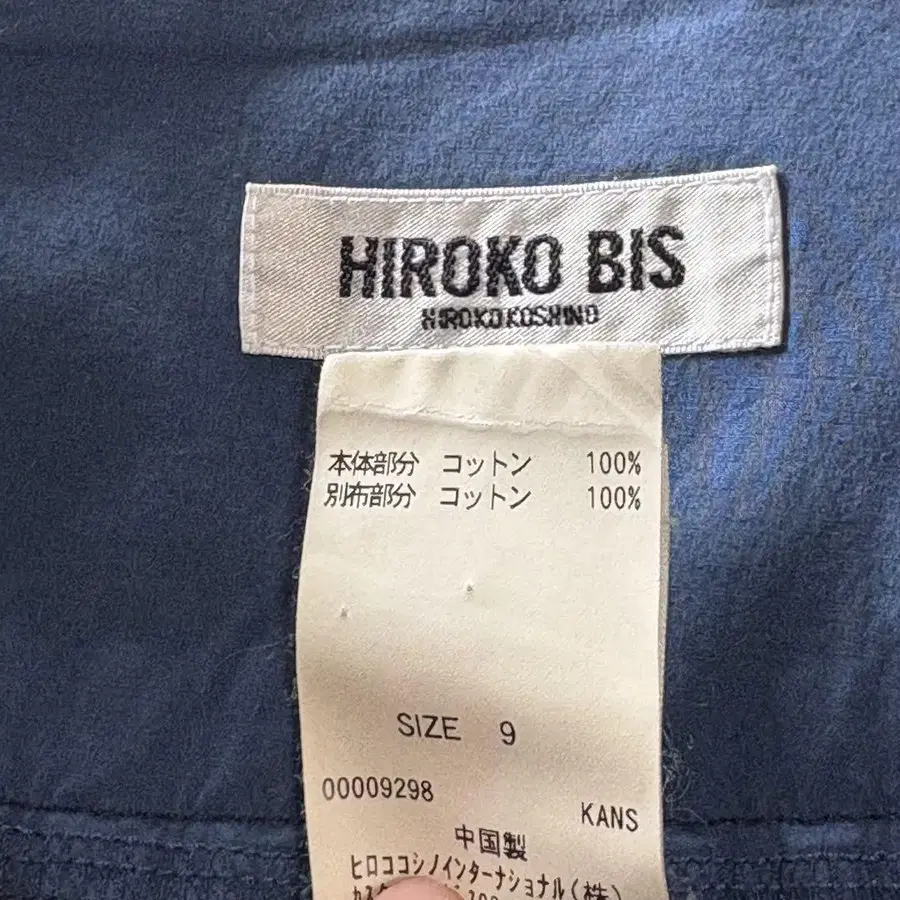 HIROKO BIS
HIROKO KOSHINO
本体部分 コットン 100%
別布部分 コットン 100%
SIZE 9
00009298
KANS
中国製
ヒロココシノインターナショナル(株)